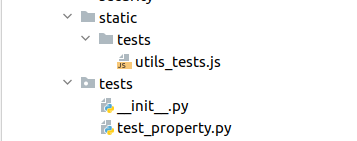 static
tests
utils_tests.js
tests
__init__.py
test_property.py